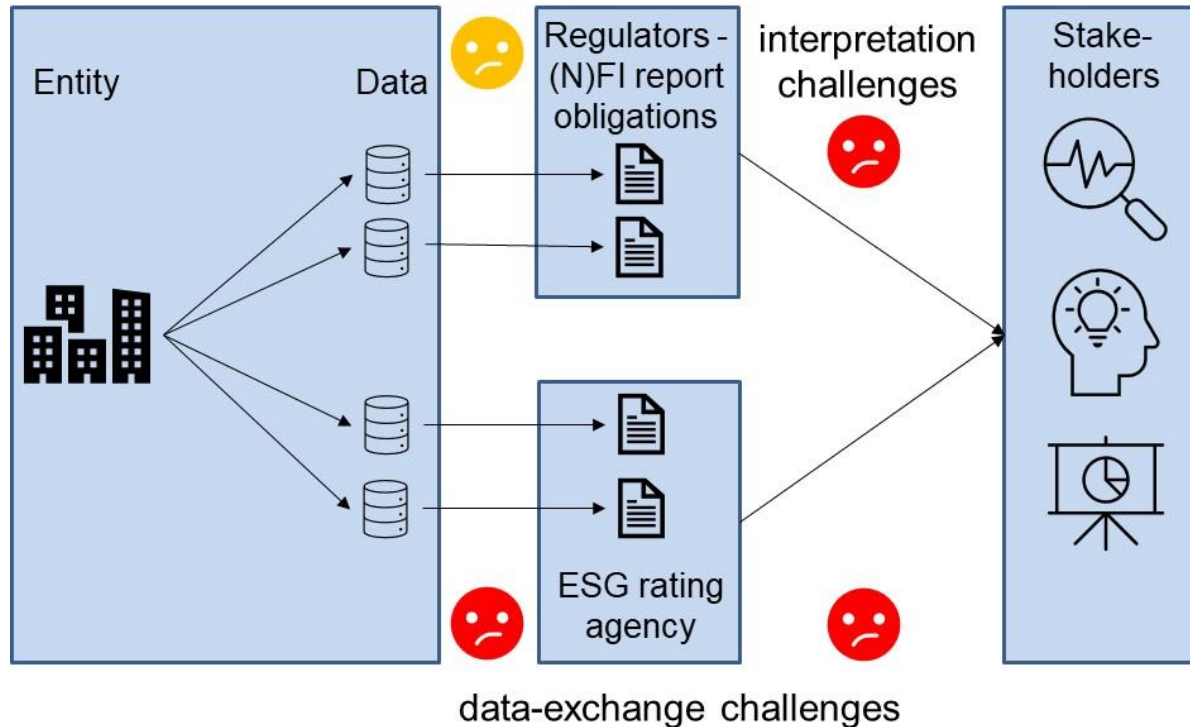 Entity
Data
Regulators -
(N)FI report
obligations
interpretation
challenges
Stake-
holders
ESG rating
agency
data-exchange challenges